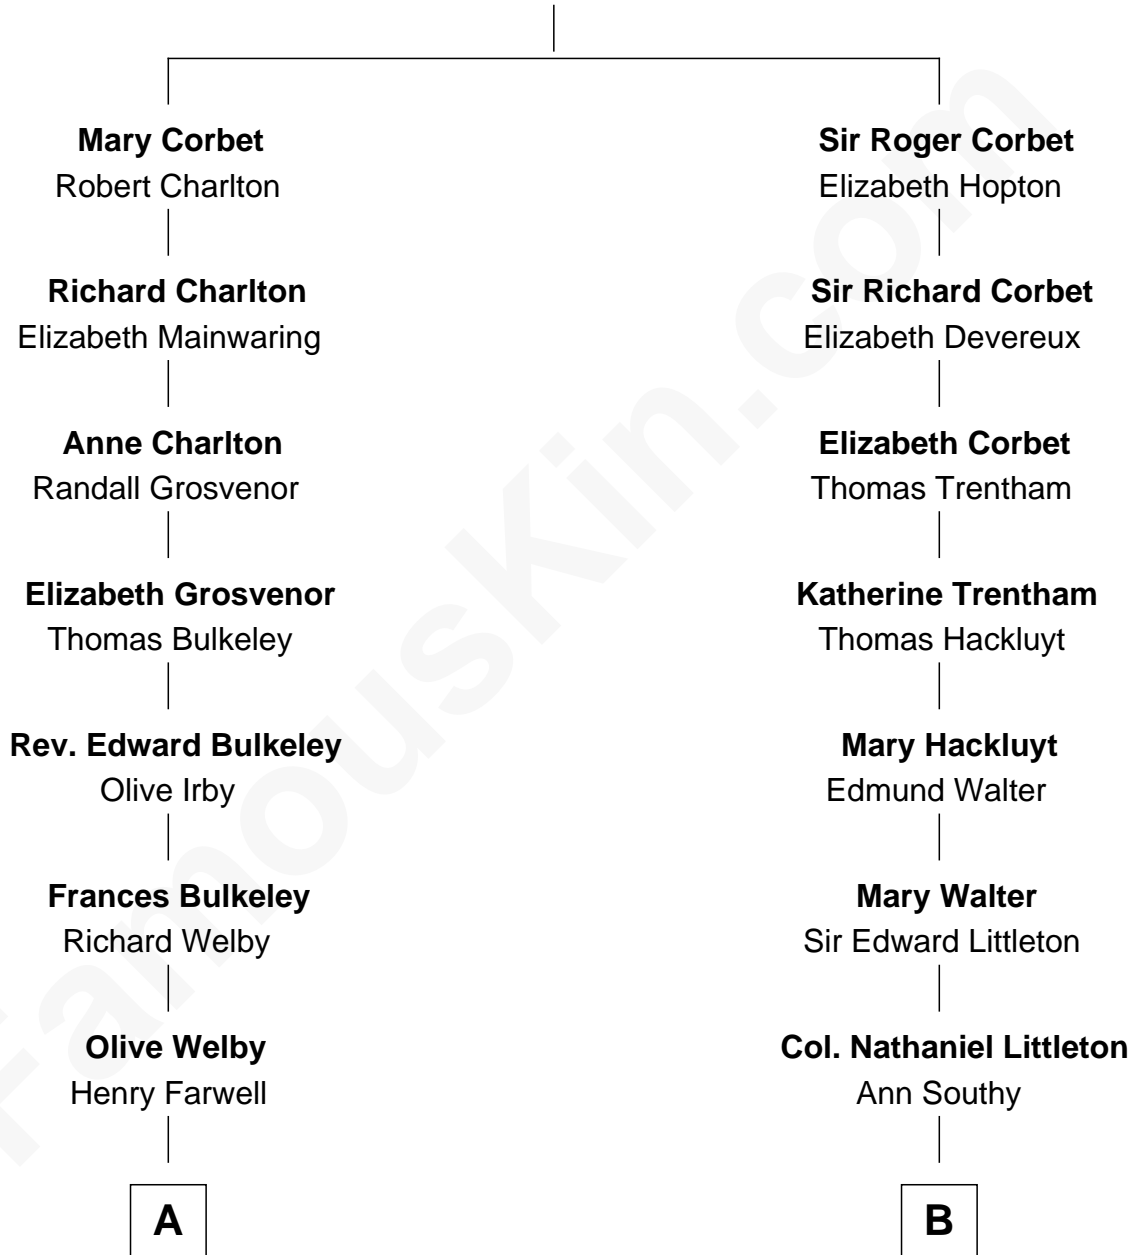 Mary Corbet
Robert Charlton
Richard Charlton
Elizabeth Mainwaring
Anne Charlton
Randall Grosvenor
Elizabeth Grosvenor
Thomas Bulkeley
Rev. Edward Bulkeley
Olive Irby
Frances Bulkeley
Richard Welby
Olive Welby
Henry Farwell
A
Sir Roger Corbet
Elizabeth Hopton
Sir Richard Corbet
Elizabeth Devereux
Elizabeth Corbet
Thomas Trentham
Katherine Trentham
Thomas Hackluyt
Mary Hackluyt
Edmund Walter
Mary Walter
Sir Edward Littleton
Col. Nathaniel Littleton
Ann Southy
B
FamousKin.com